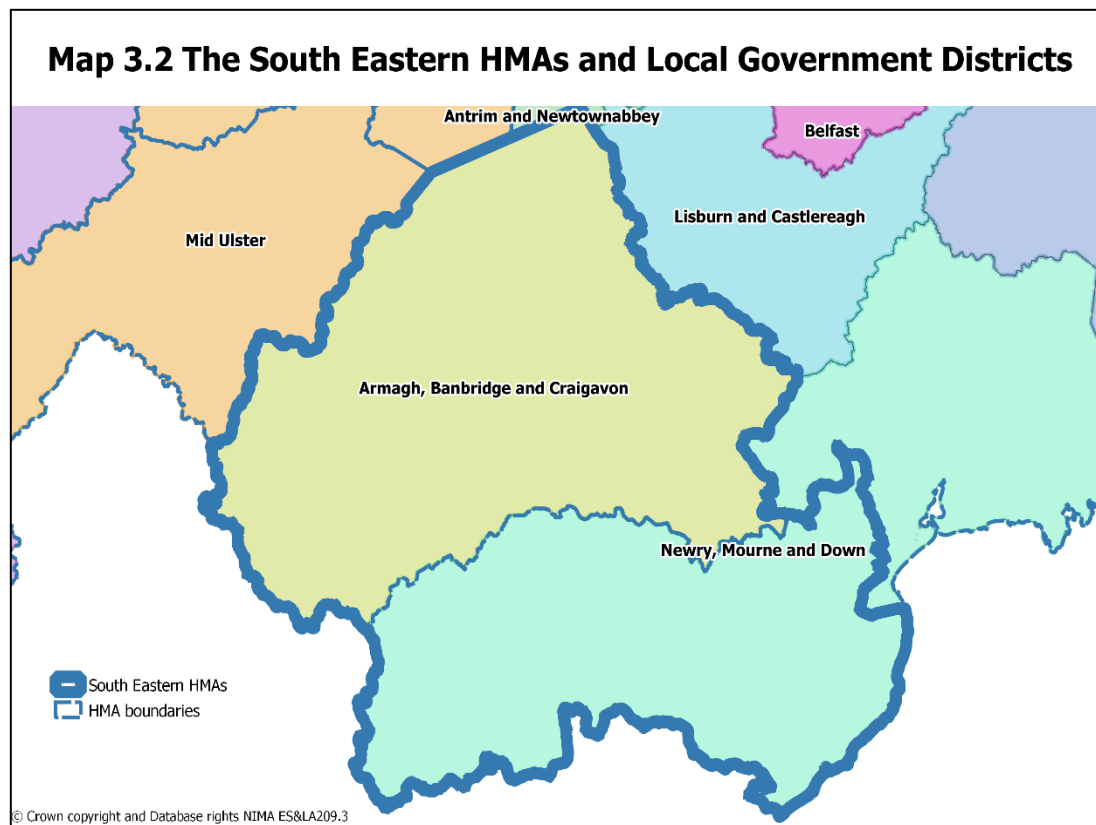 Map 3.2 The South Eastern HMAs and Local Government Districts
Antrim and Newtownabbey
Belfast
Lisburn and Castlereagh
Mid Ulster
Armagh, Banbridge and Craigavon
Newry, Mourne and Down
South Eastern HMAs
HMA boundaries
© Crown copyright and Database rights NIMA ES&LA209.3